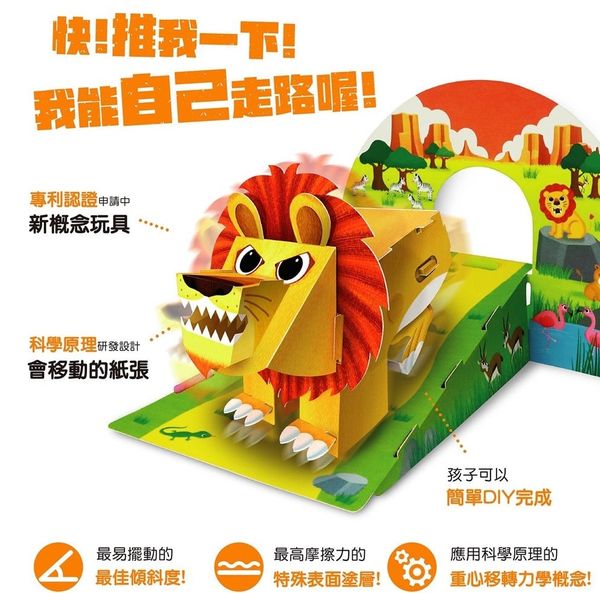 快!推我一下!
我能自己走路喔!
專利認證申請中
新概念玩具
科學原理研發設計
會移動的紙張
孩子可以
簡單DIY完成
最易擺動的
最佳傾斜度!
最高摩擦力的
特殊表面塗層!
應用科學原理的
重心移轉力學概念!